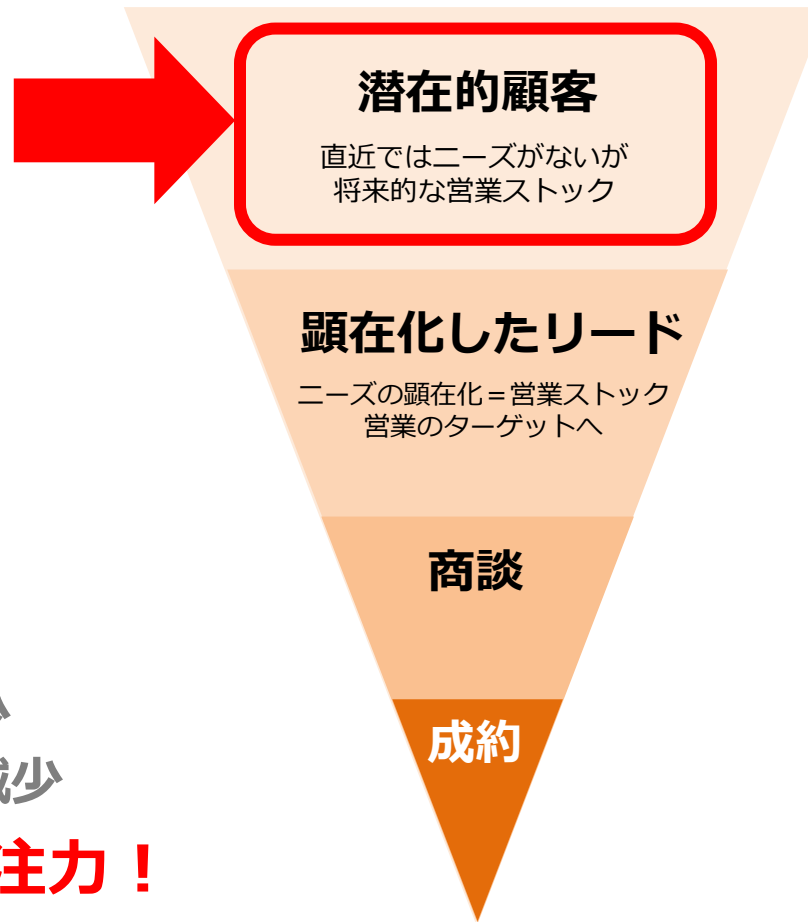 潜在的顧客
直近ではニーズがないが
将来的な営業ストック
顕在化したリード
ニーズの顕在化＝営業ストック
営業のターゲットへ
商談
成約
減少
注力！